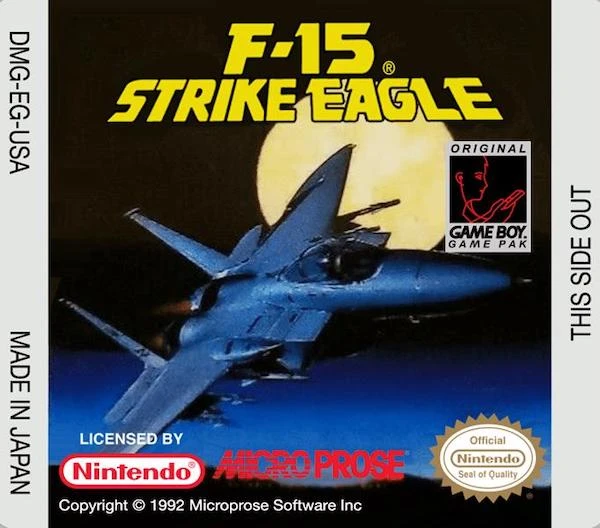 F-15®
STRIKE EAGLE
ORIGINAL
GAME BOY.
GAME PAK
DMG-EG-USA
MADE IN JAPAN
THIS SIDE OUT
LICENSED BY
Nintendo®
MICRO PROSE
Official
Nintendo
Seal of Quality
Copyright © 1992 Microprose Software Inc